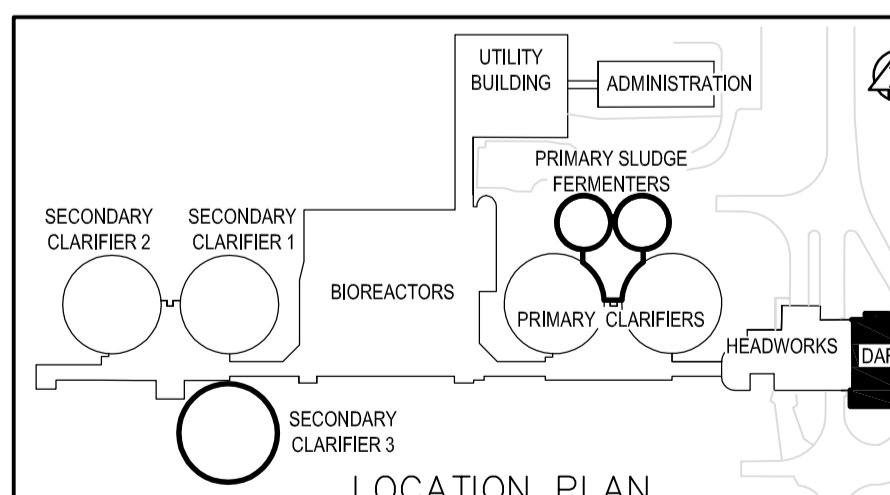 UTILITY
BUILDING
ADMINISTRATION
PRIMARY SLUDGE
FERMENTERS
SECONDARY
CLARIFIER 2
SECONDARY
CLARIFIER 1
BIOREACTORS
PRIMARY CLARIFIERS
HEADWORKS
SECONDARY
CLARIFIER 3
LOCATION PLAN